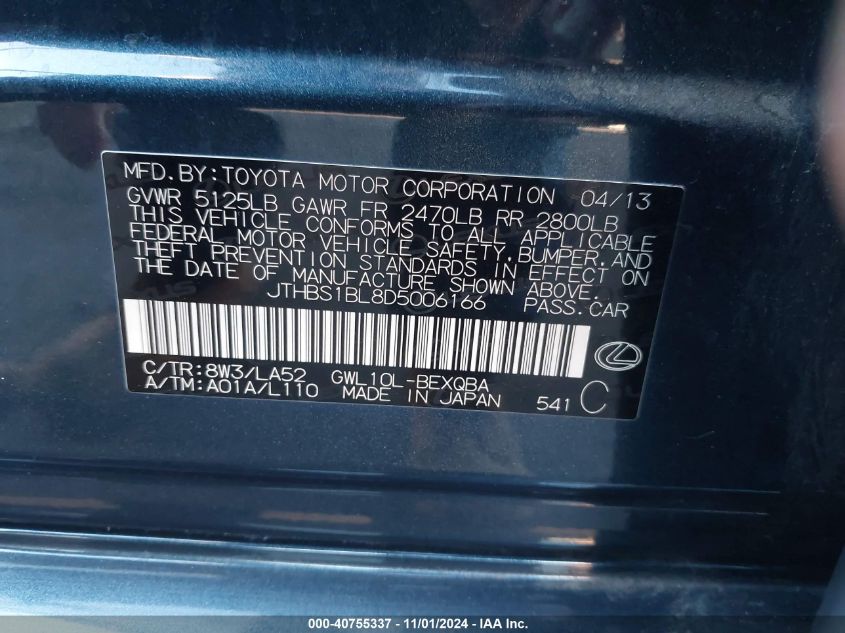 MFD.BY:TOYOTA MOTOR CORPORATION 04/13
GVWR 5125LB GAWR FR 2470LB RR 2800LB
THIS VEHICLE CONFORMS TO ALL APPLICABLE
FEDERAL MOTOR VEHICLE SAFETY,BUMPER,AND
THEFT PREVENTION STANDARDS IN EFFECT ON
THE DATE OF MANUFACTURE SHOWN ABOVE.
JTHBS1BL8D5006166 PASS.CAR
C/TR:8W3/LA52 GWL10L-BEXQBA
A/TM:A01A/L110 MADE IN JAPAN 541 C
000-40755337 - 11/01/2024 - IAA Inc.